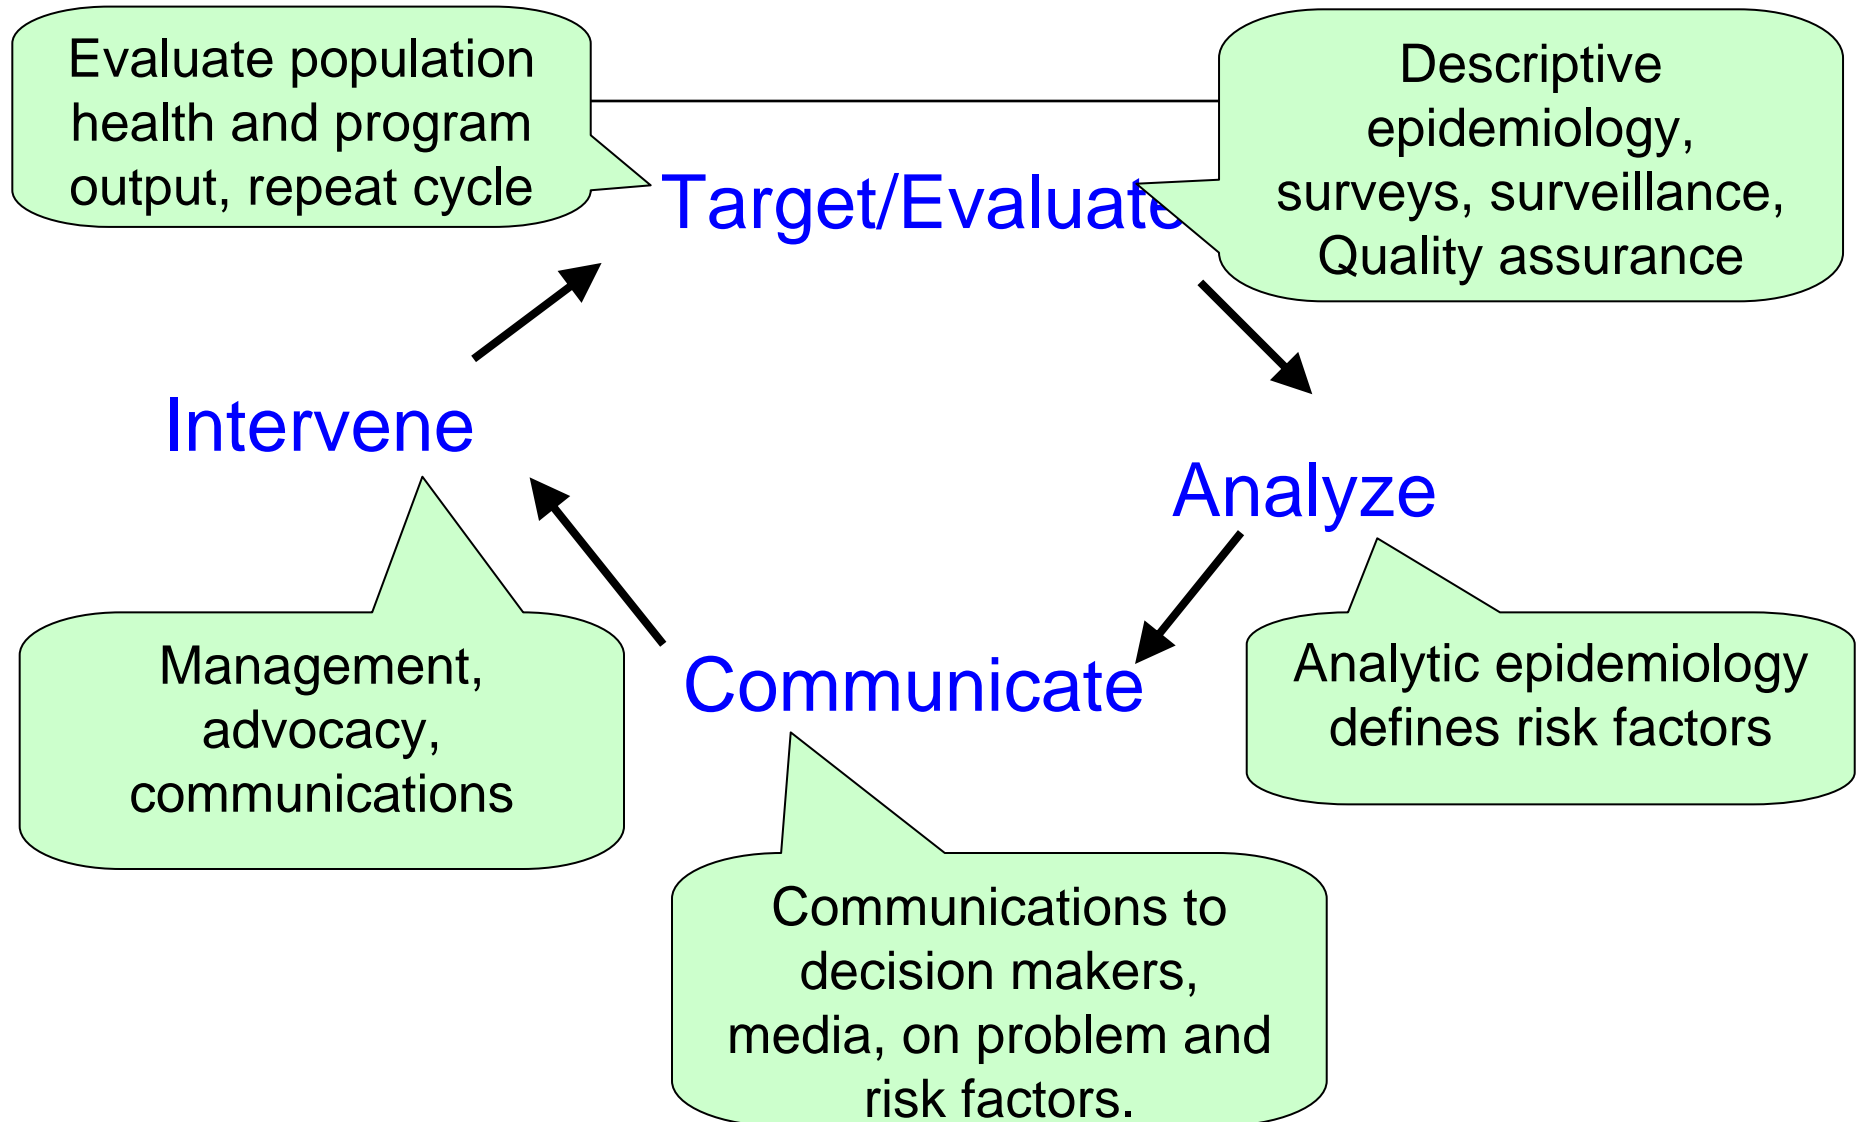 Evaluate population
health and program
output, repeat cycle
Descriptive
epidemiology,
surveys, surveillance,
Quality assurance
Target/Evaluate
Intervene
Analyze
Management,
advocacy,
communications
Communicate
Analytic epidemiology
defines risk factors
Communications to
decision makers,
media, on problem and
risk factors.